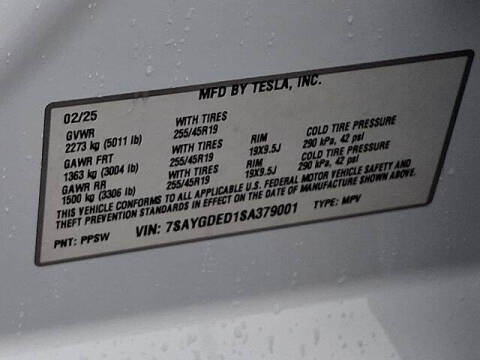 MFD BY TESLA, INC.
02/25
GVWR WITH TIRES RIM COLD TIRE PRESSURE
2273 kg (5011 lb) 255/45R19 19X9.5J 290 kPa, 42 psi
GAWR FRT WITH TIRES RIM COLD TIRE PRESSURE
1363 kg (3004 lb) 255/45R19 19X9.5J 290 kPa, 42 psi
GAWR RR WITH TIRES
1500 kg (3306 lb) 255/45R19
THIS VEHICLE CONFORMS TO ALL APPLICABLE U.S. FEDERAL MOTOR VEHICLE SAFETY AND
THEFT PREVENTION STANDARDS IN EFFECT ON THE DATE OF MANUFACTURE SHOWN ABOVE.
PNT: PPSW VIN: 7SAYGDED1SA379001 TYPE: MPV